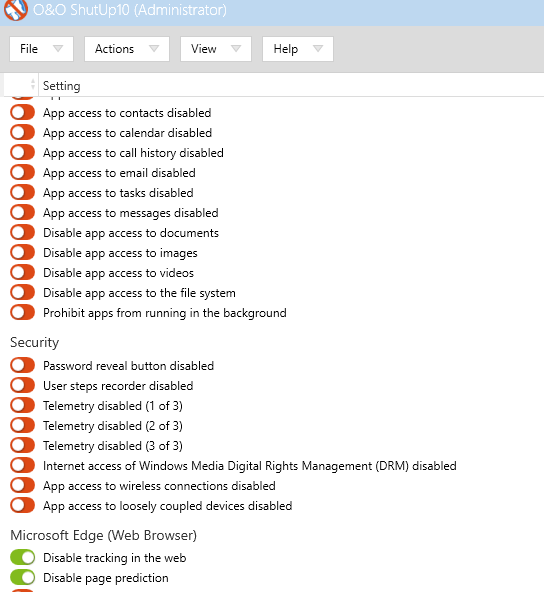 O&O ShutUp10 (Administrator)
File Actions View Help
Setting
App access to contacts disabled
App access to calendar disabled
App access to call history disabled
App access to email disabled
App access to tasks disabled
App access to messages disabled
Disable app access to documents
Disable app access to images
Disable app access to videos
Disable app access to the file system
Prohibit apps from running in the background
Security
Password reveal button disabled
User steps recorder disabled
Telemetry disabled (1 of 3)
Telemetry disabled (2 of 3)
Telemetry disabled (3 of 3)
Internet access of Windows Media Digital Rights Management (DRM) disabled
App access to wireless connections disabled
App access to loosely coupled devices disabled
Microsoft Edge (Web Browser)
Disable tracking in the web
Disable page prediction